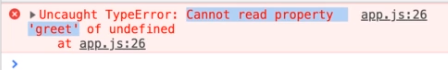 Uncaught TypeError: Cannot read property app.js:26
'greet' of undefined
at app.js:26